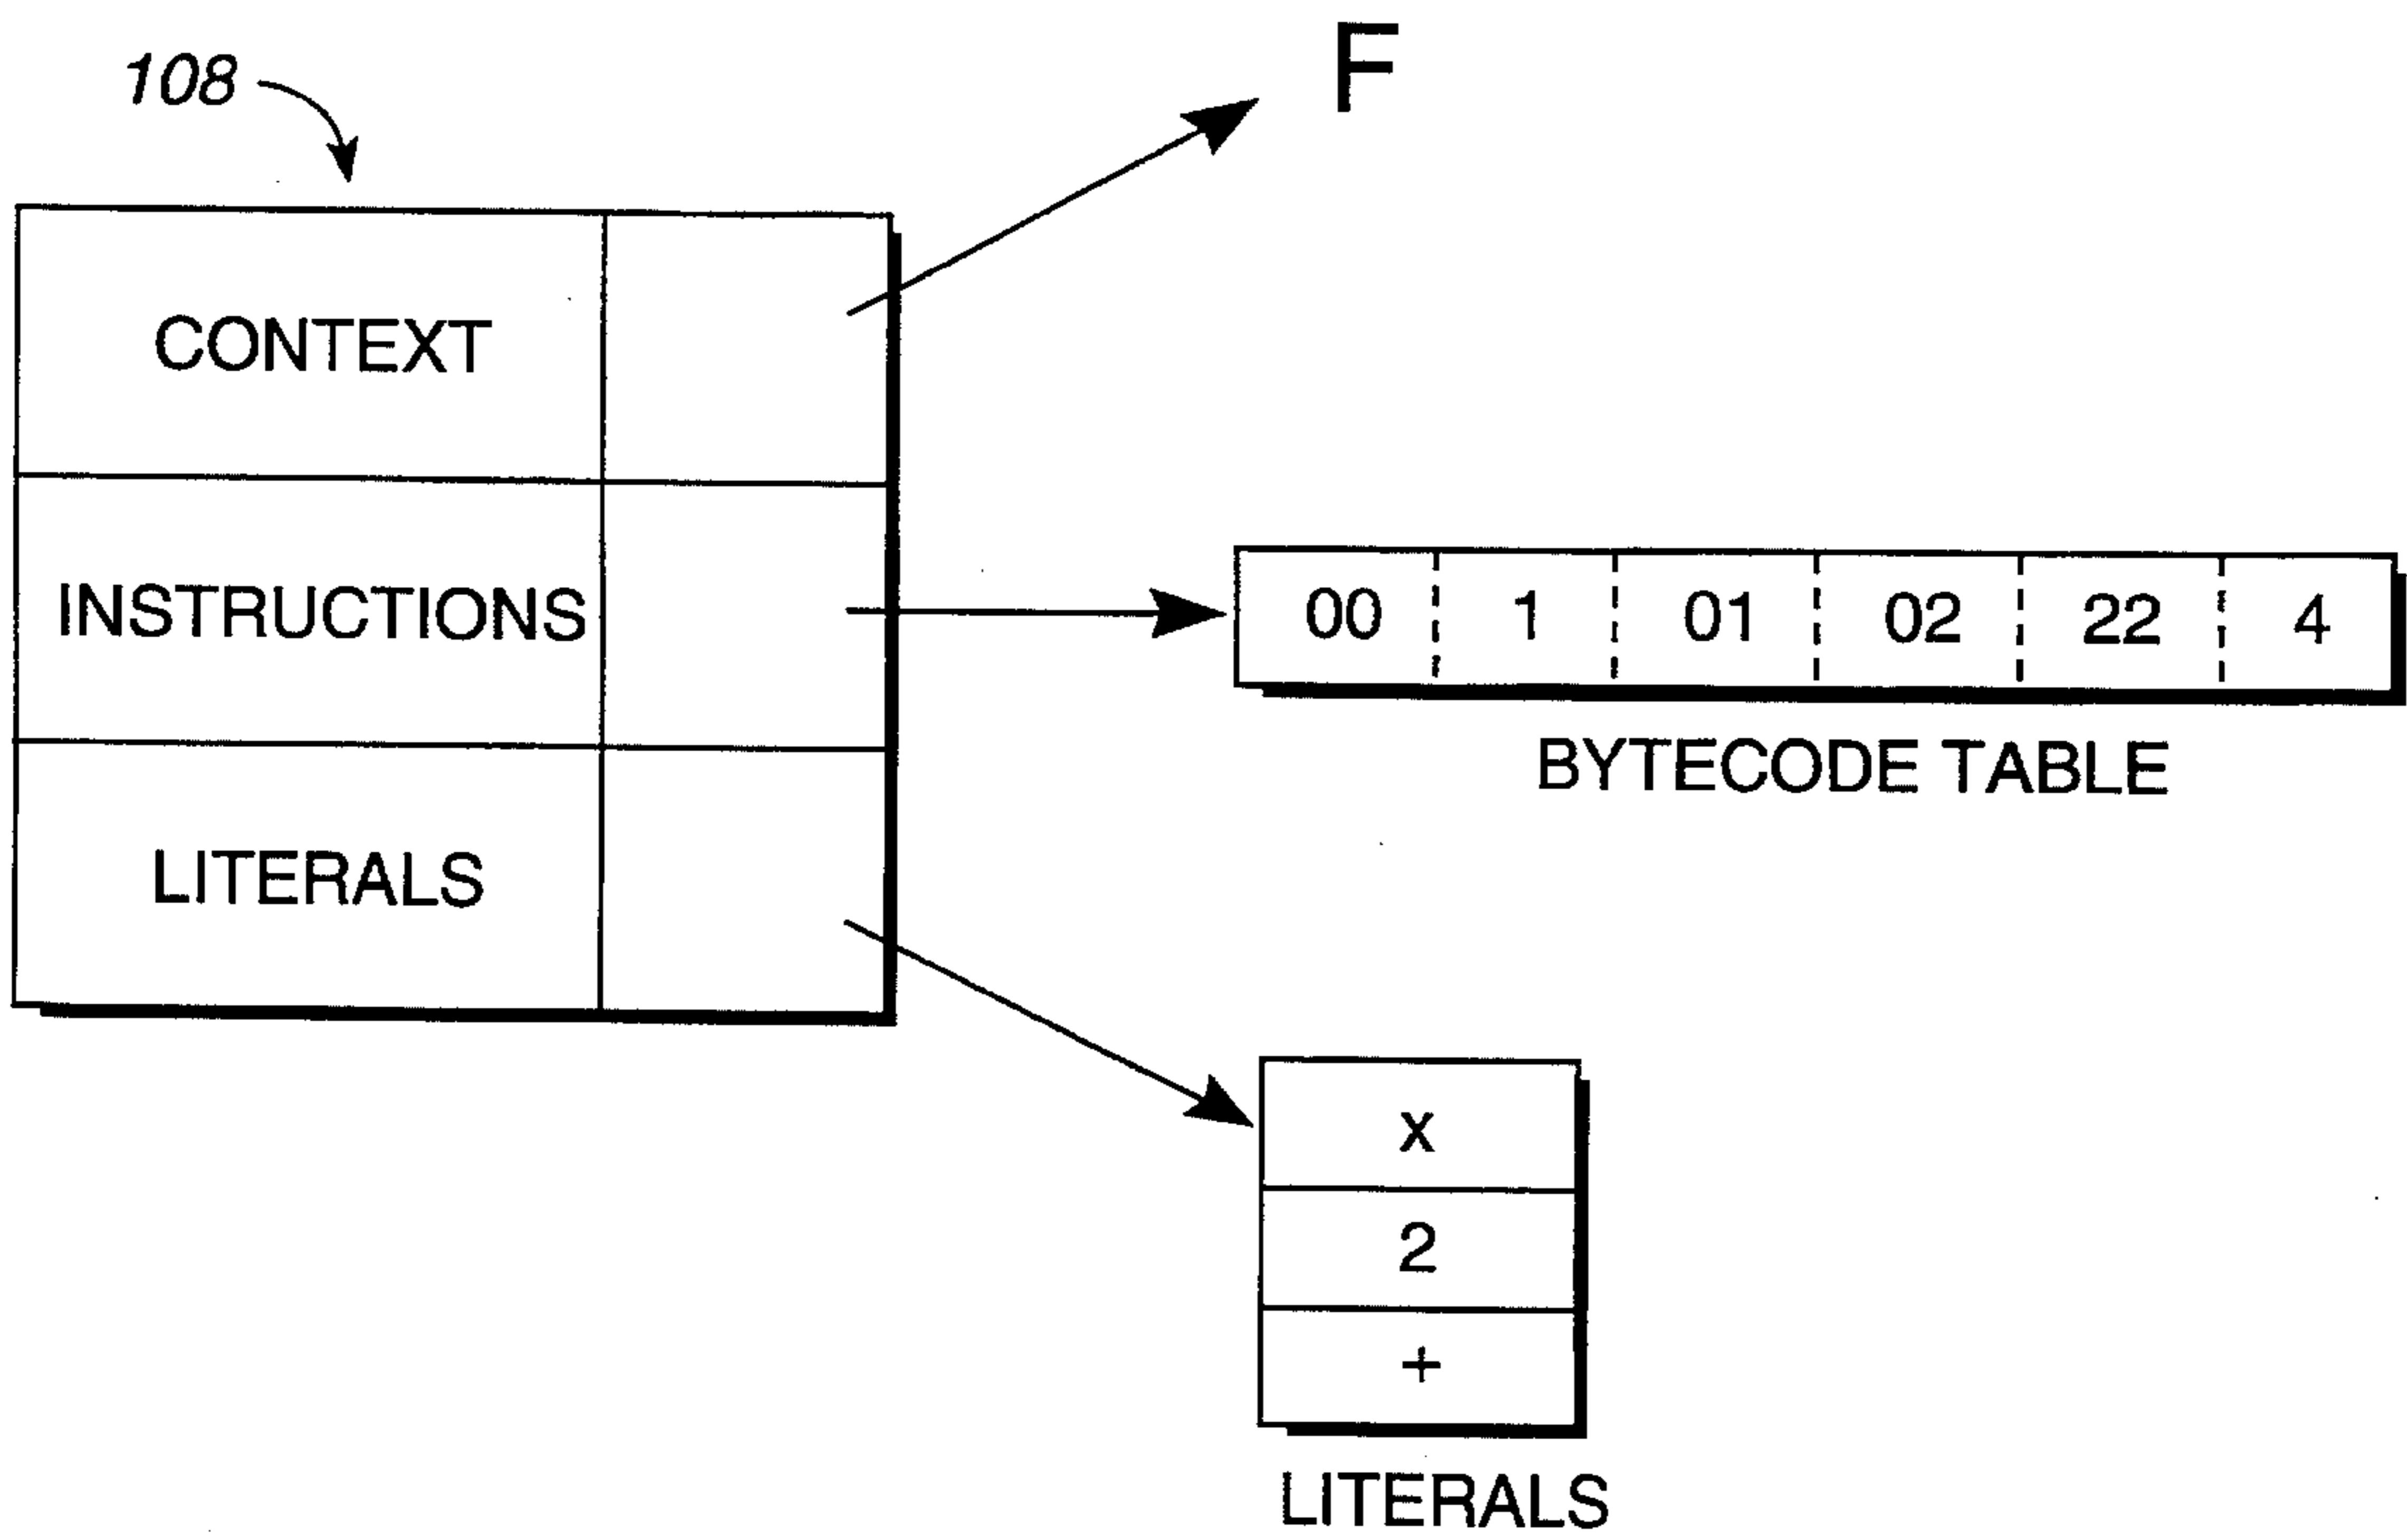 108
F
CONTEXT
INSTRUCTIONS
LITERALS
00 1 01 02 22 4
BYTECODE TABLE
x
2
+
LITERALS